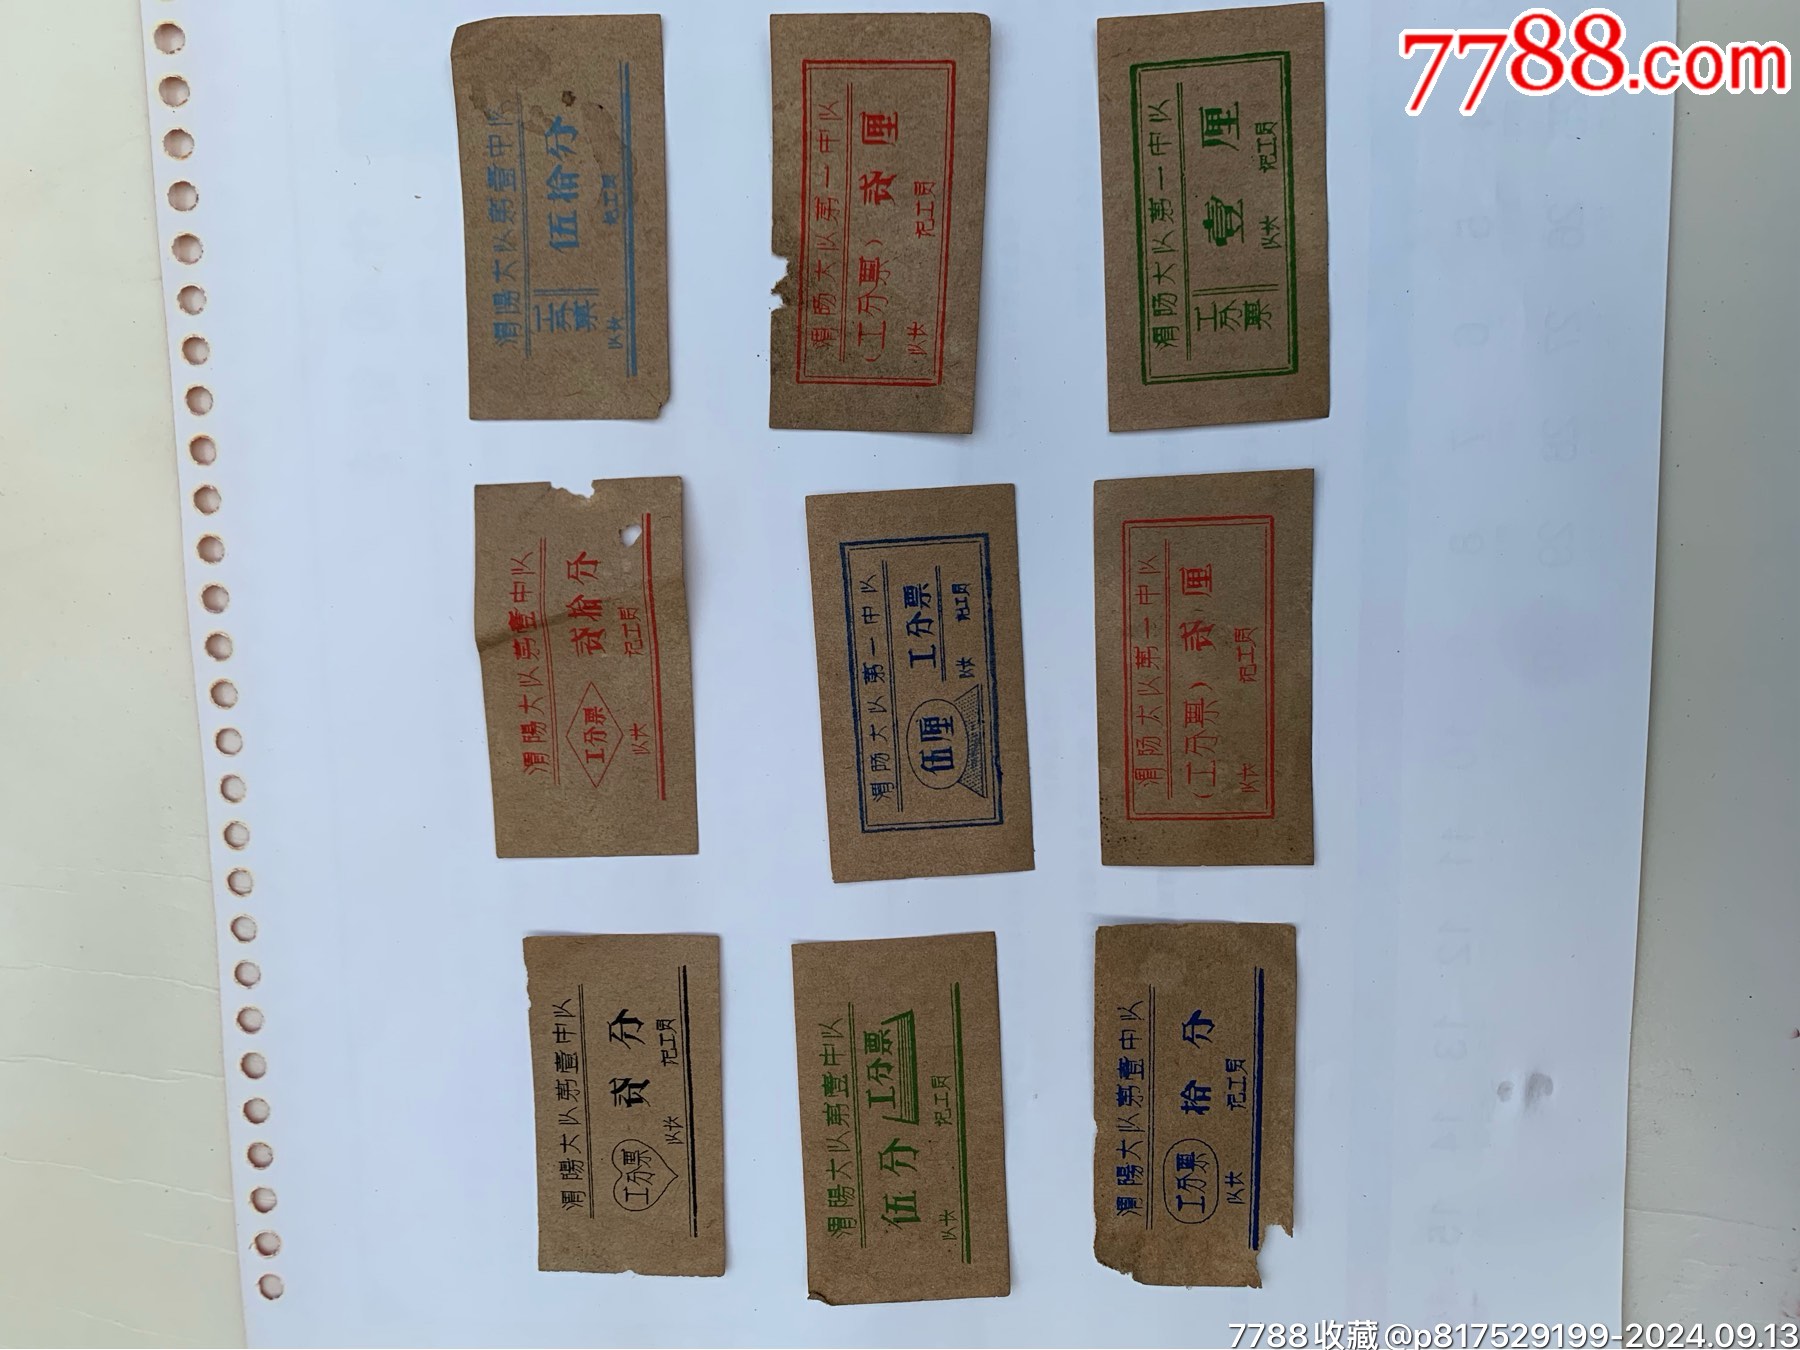 7788.com
渭陽大队第壹中队
工分票
伍拾分
队长
记工员
渭阳大队第一中队
(工分票) 贰厘
队长
记工员
渭阳大队第一中队
工分票
壹厘
队长
记工员
渭陽大队第壹中队
工分票
贰拾分
队长
记工员
渭阳大队第一中队
伍厘
工分票
队长
记工员
渭阳大队第一中队
(工分票) 贰厘
队长
记工员
渭陽大队第壹中队
工分票
贰分
队长
记工员
渭陽大队第壹中队
伍分
工分票
队长
记工员
渭陽大队第壹中队
工分票
拾分
队长
记工员
7788收藏@p817529199-2024.09.13